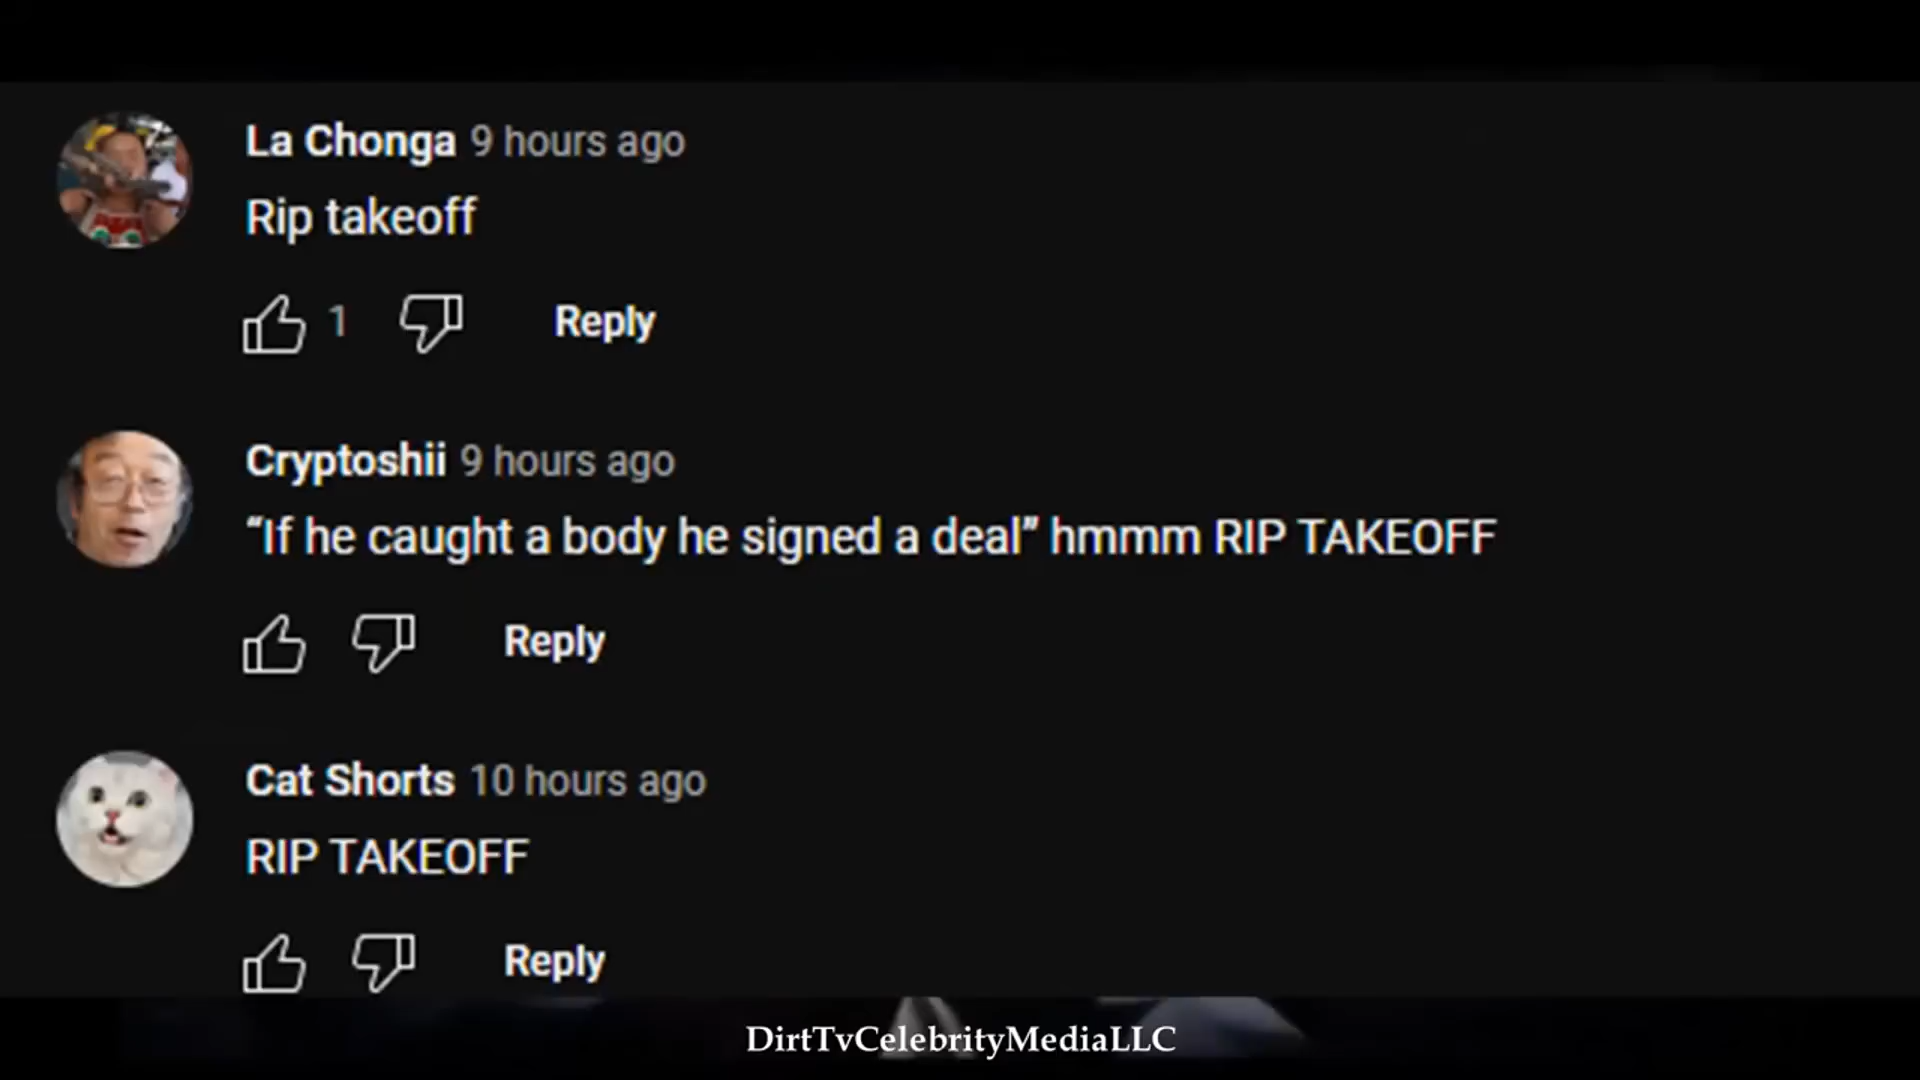 La Chonga 9 hours ago
Rip takeoff
1 Reply
Cryptoshii 9 hours ago
“If he caught a body he signed a deal” hmmm RIP TAKEOFF
Reply
Cat Shorts 10 hours ago
RIP TAKEOFF
Reply
DirtTvCelebrityMediaLLC